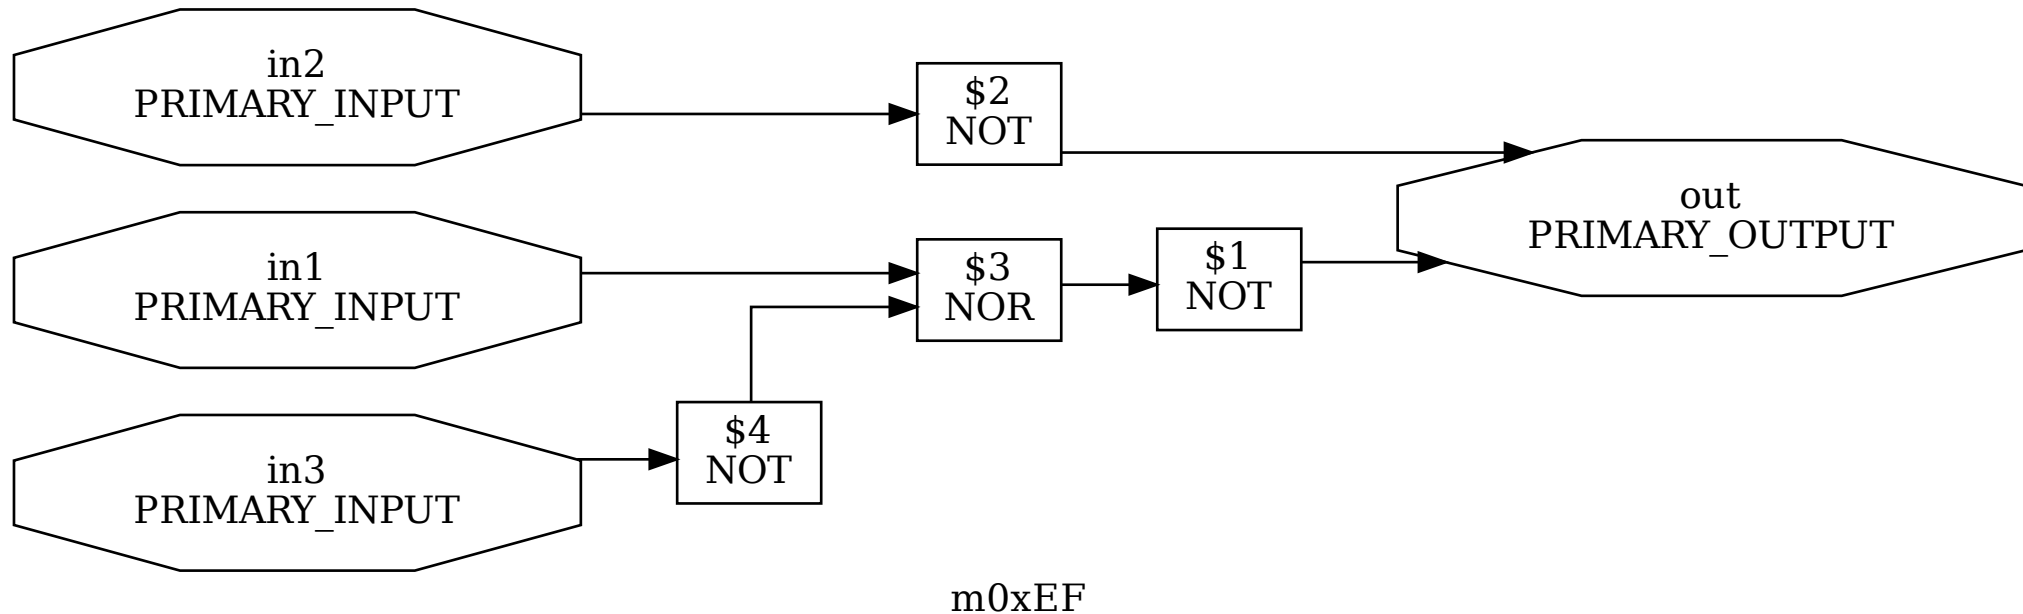 in2
PRIMARY_INPUT
$2
NOT
out
PRIMARY_OUTPUT
in1
PRIMARY_INPUT
$3
NOR
$1
NOT
$4
NOT
in3
PRIMARY_INPUT
m0xEF